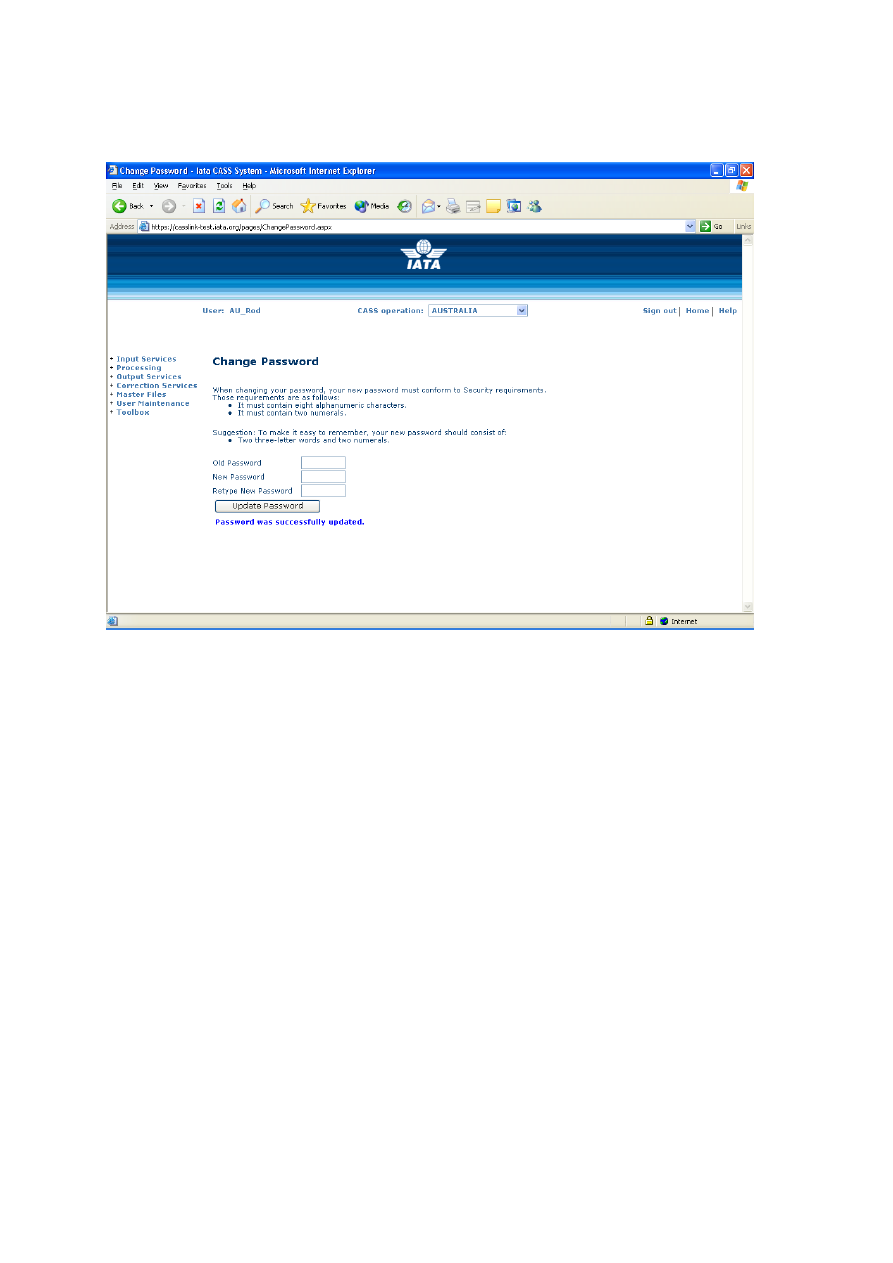 Change Password - Iata CASS System - Microsoft Internet Explorer
File Edit View Favorites Tools Help
Back Search Favorites Media
Address https://casslink-test.iata.org/pages/ChangePassword.aspx Go Links
IATA
User: AU_Rod CASS operation: AUSTRALIA Sign out | Home | Help
+ Input Services
+ Processing
+ Output Services
+ Correction Services
+ Master Files
+ User Maintenance
+ Toolbox
Change Password
When changing your password, your new password must conform to Security requirements.
Those requirements are as follows:
● It must contain eight alphanumeric characters.
● It must contain two numerals.
Suggestion: To make it easy to remember, your new password should consist of:
● Two three-letter words and two numerals.
Old Password
New Password
Retype New Password
Update Password
Password was successfully updated.
Internet